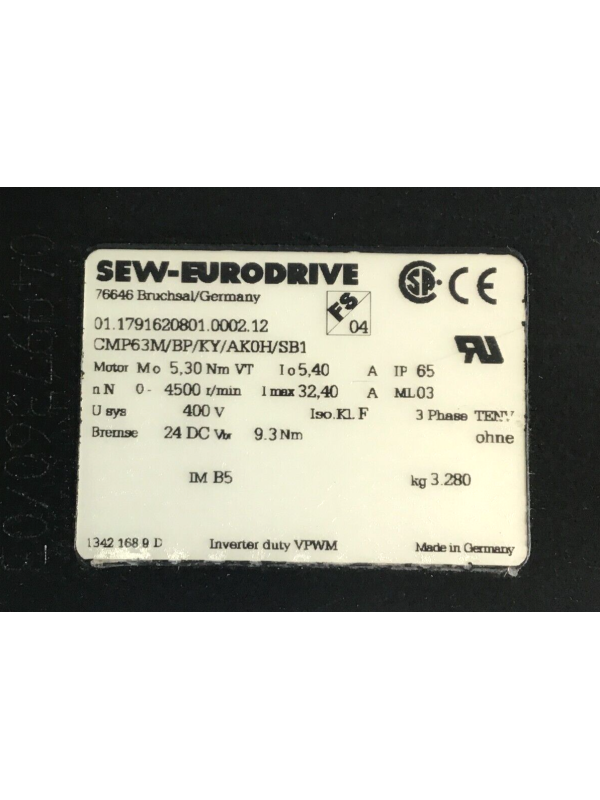 SEW-EURODRIVE
76646 Bruchsal/Germany
FS 04
CSA CE
01.1791620801.0002.12
CMP63M/BP/KY/AK0H/SB1
Motor Mo 5,30 Nm VT Io 5,40 A IP 65
nN 0- 4500 r/min Imax 32,40 A ML03
U sys 400 V Iso.Kl. F 3 Phase TENV
Bremse 24 DC Vbr 9.3 Nm ohne
IM B5 kg 3.280
1342 168 9 D Inverter duty VPWM Made in Germany